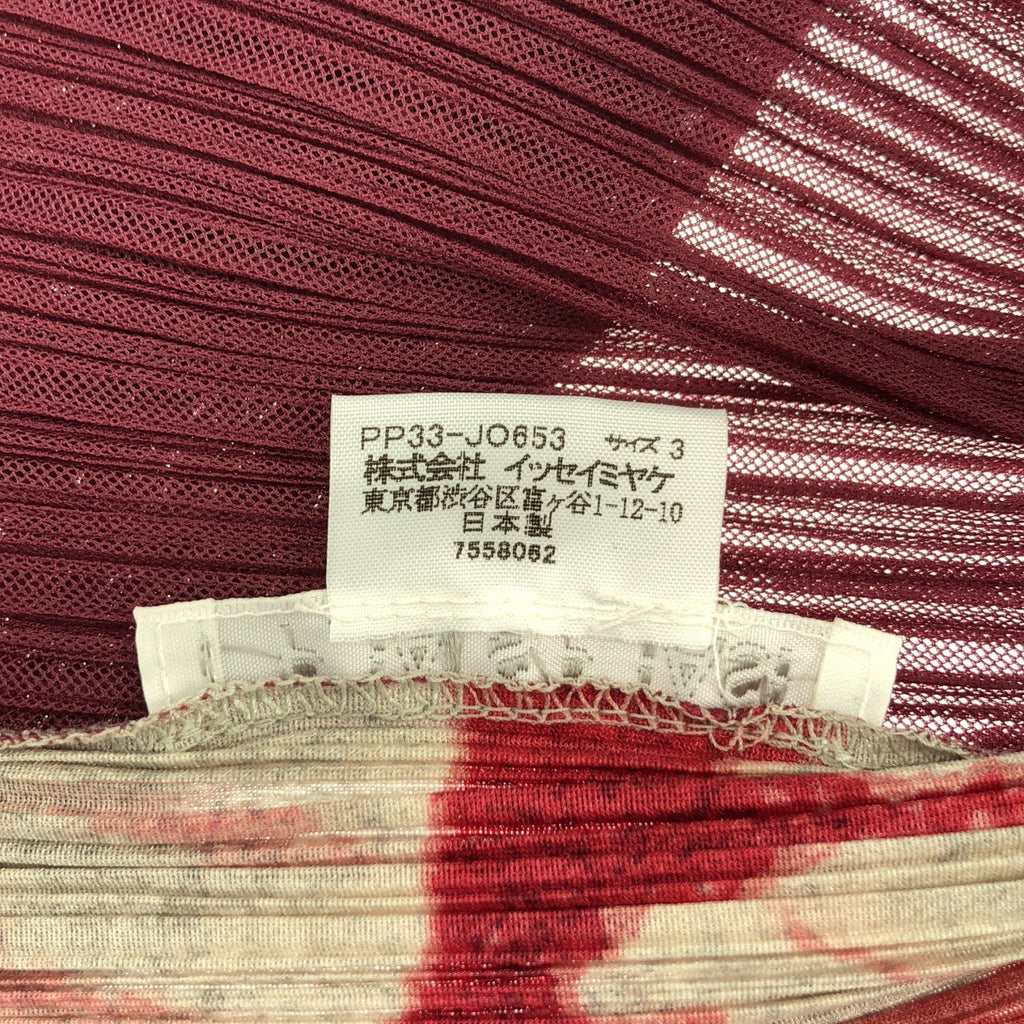 PP33-JO653 サイズ 3
株式会社 イッセイミヤケ
東京都渋谷区富ヶ谷1-12-10
日本製
7558062